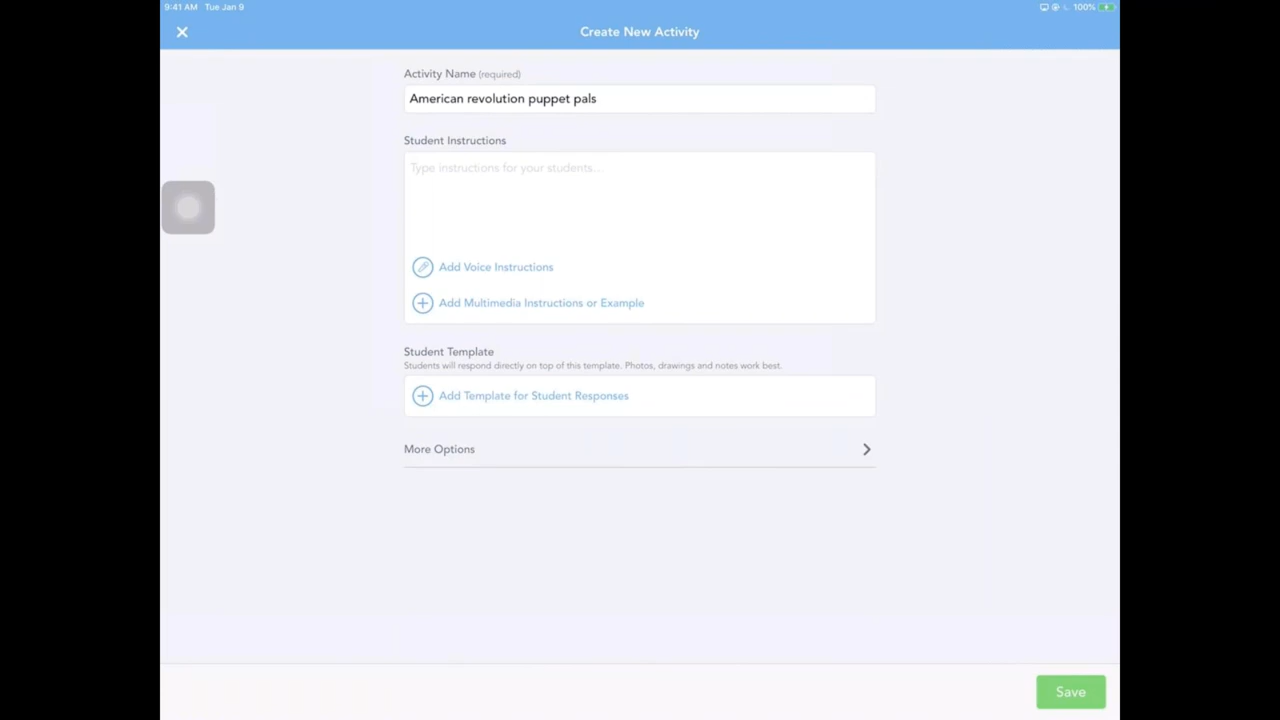 9:41 AM Tue Jan 9
100%
Create New Activity
Activity Name (required)
American revolution puppet pals
Student Instructions
Type instructions for your students...
Add Voice Instructions
Add Multimedia Instructions or Example
Student Template
Students will respond directly on top of this template. Photos, drawings and notes work best.
Add Template for Student Responses
More Options
Save